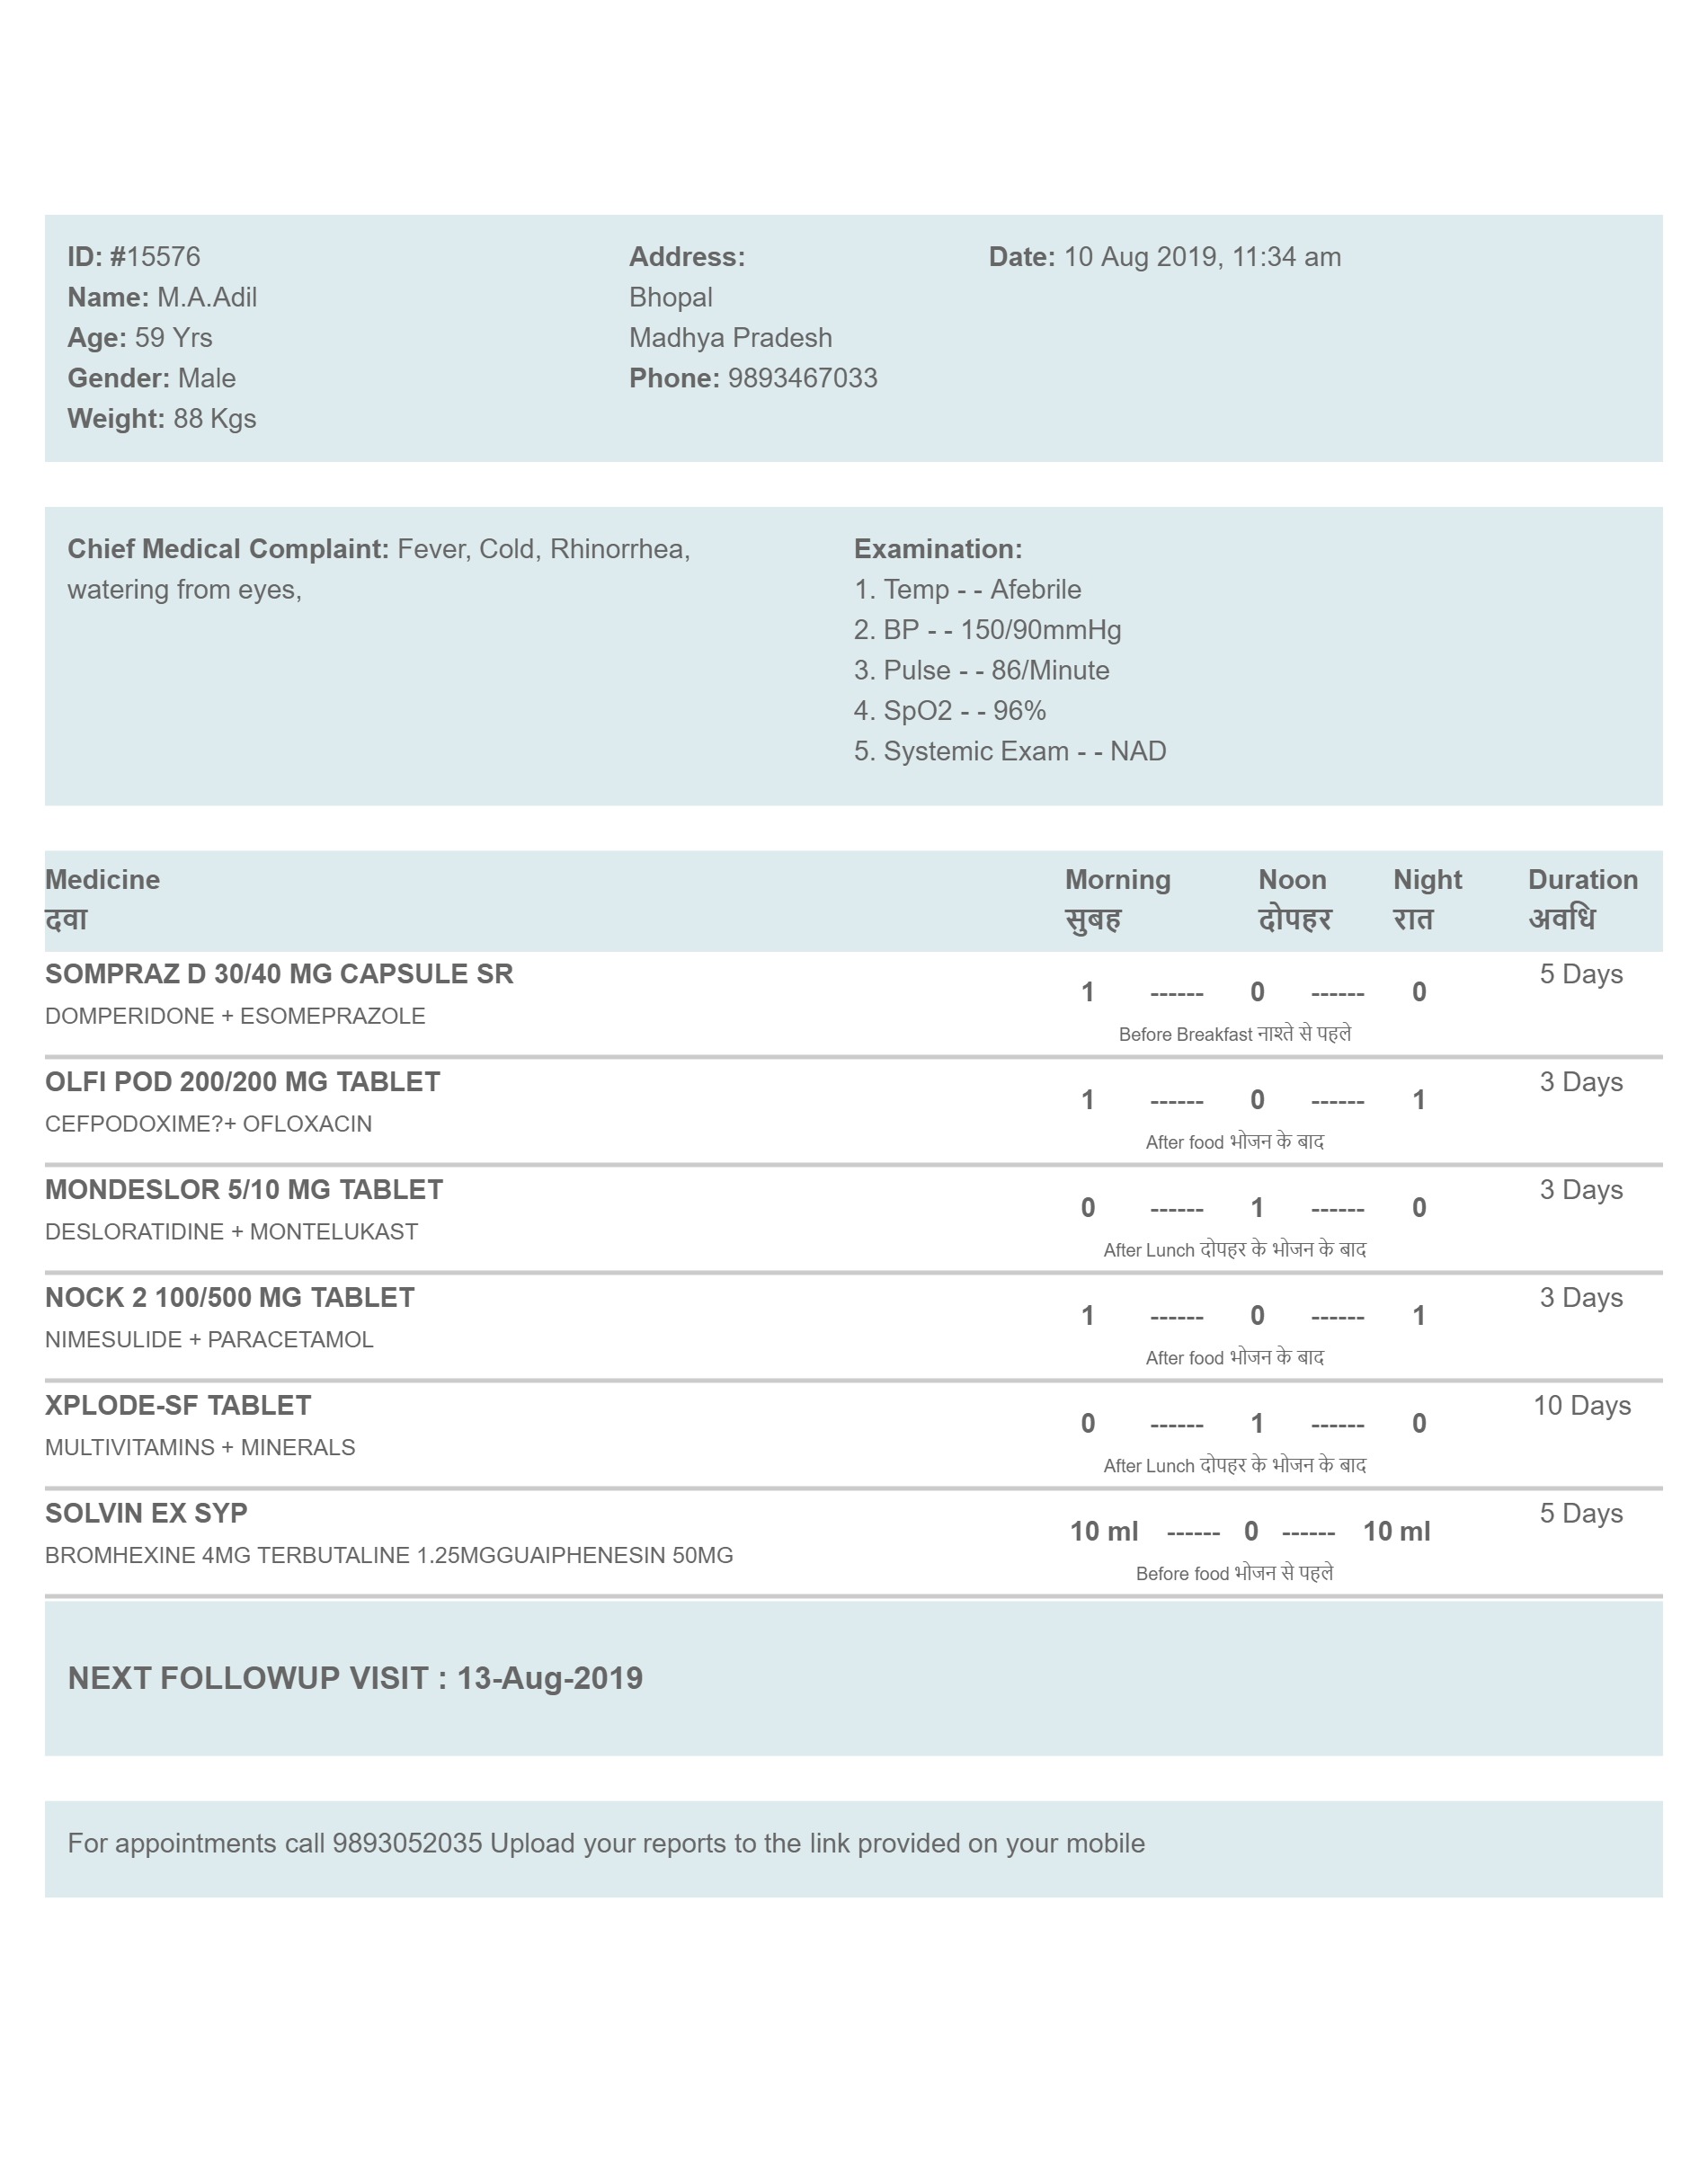 ID: #15576
Name: M.A.Adil
Age: 59 Yrs
Gender: Male
Weight: 88 Kgs
Address:
Bhopal
Madhya Pradesh
Phone: 9893467033
Date: 10 Aug 2019, 11:34 am
Chief Medical Complaint: Fever, Cold, Rhinorrhea,
watering from eyes,
Examination:
1. Temp - - Afebrile
2. BP - - 150/90mmHg
3. Pulse - - 86/Minute
4. SpO2 - - 96%
5. Systemic Exam - - NAD
Medicine Morning Noon Night Duration
दवा सुबह दोपहर रात अवधि
SOMPRAZ D 30/40 MG CAPSULE SR 1 ------ 0 ------ 0 5 Days
DOMPERIDONE + ESOMEPRAZOLE
Before Breakfast नाश्ते से पहले
OLFI POD 200/200 MG TABLET 1 ------ 0 ------ 1 3 Days
CEFPODOXIME?+ OFLOXACIN
After food भोजन के बाद
MONDESLOR 5/10 MG TABLET 0 ------ 1 ------ 0 3 Days
DESLORATIDINE + MONTELUKAST
After Lunch दोपहर के भोजन के बाद
NOCK 2 100/500 MG TABLET 1 ------ 0 ------ 1 3 Days
NIMESULIDE + PARACETAMOL
After food भोजन के बाद
XPLODE-SF TABLET 0 ------ 1 ------ 0 10 Days
MULTIVITAMINS + MINERALS
After Lunch दोपहर के भोजन के बाद
SOLVIN EX SYP 10 ml ------ 0 ------ 10 ml 5 Days
BROMHEXINE 4MG TERBUTALINE 1.25MGGUAIPHENESIN 50MG
Before food भोजन से पहले
NEXT FOLLOWUP VISIT : 13-Aug-2019
For appointments call 9893052035 Upload your reports to the link provided on your mobile